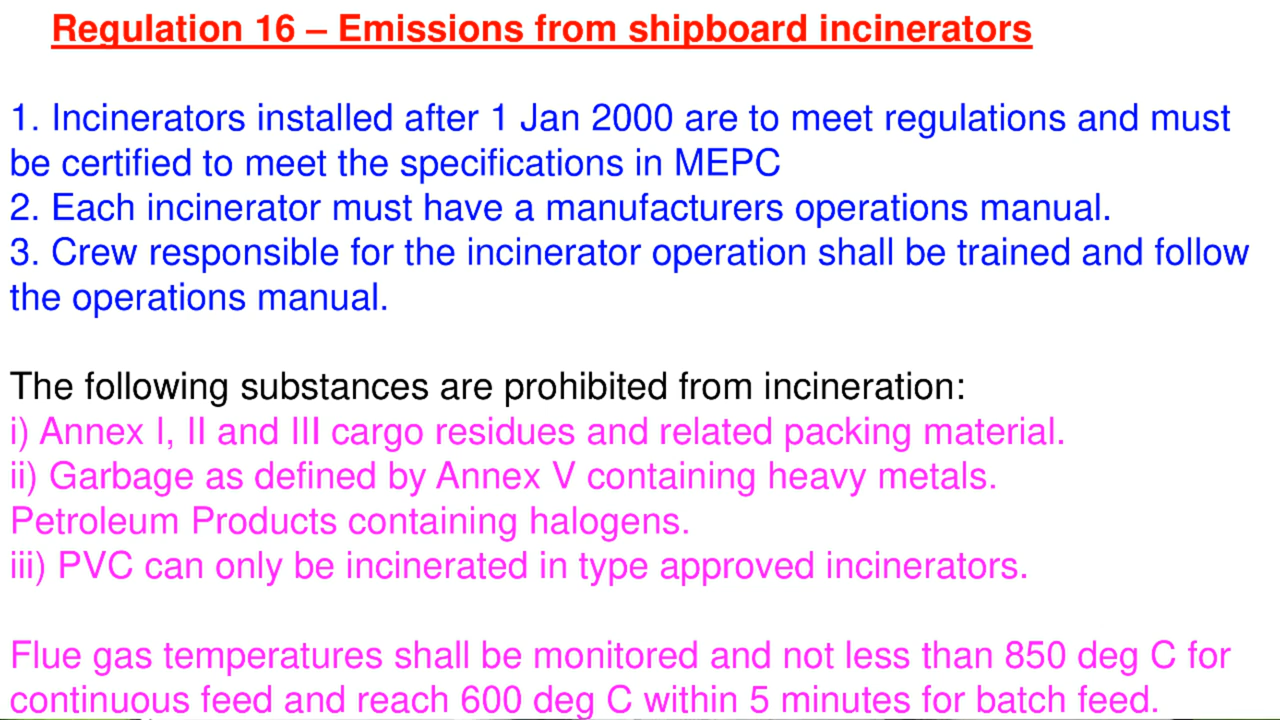 Regulation 16 – Emissions from shipboard incinerators
1. Incinerators installed after 1 Jan 2000 are to meet regulations and must
be certified to meet the specifications in MEPC
2. Each incinerator must have a manufacturers operations manual.
3. Crew responsible for the incinerator operation shall be trained and follow
the operations manual.
The following substances are prohibited from incineration:
i) Annex I, II and III cargo residues and related packing material.
ii) Garbage as defined by Annex V containing heavy metals.
Petroleum Products containing halogens.
iii) PVC can only be incinerated in type approved incinerators.
Flue gas temperatures shall be monitored and not less than 850 deg C for
continuous feed and reach 600 deg C within 5 minutes for batch feed.